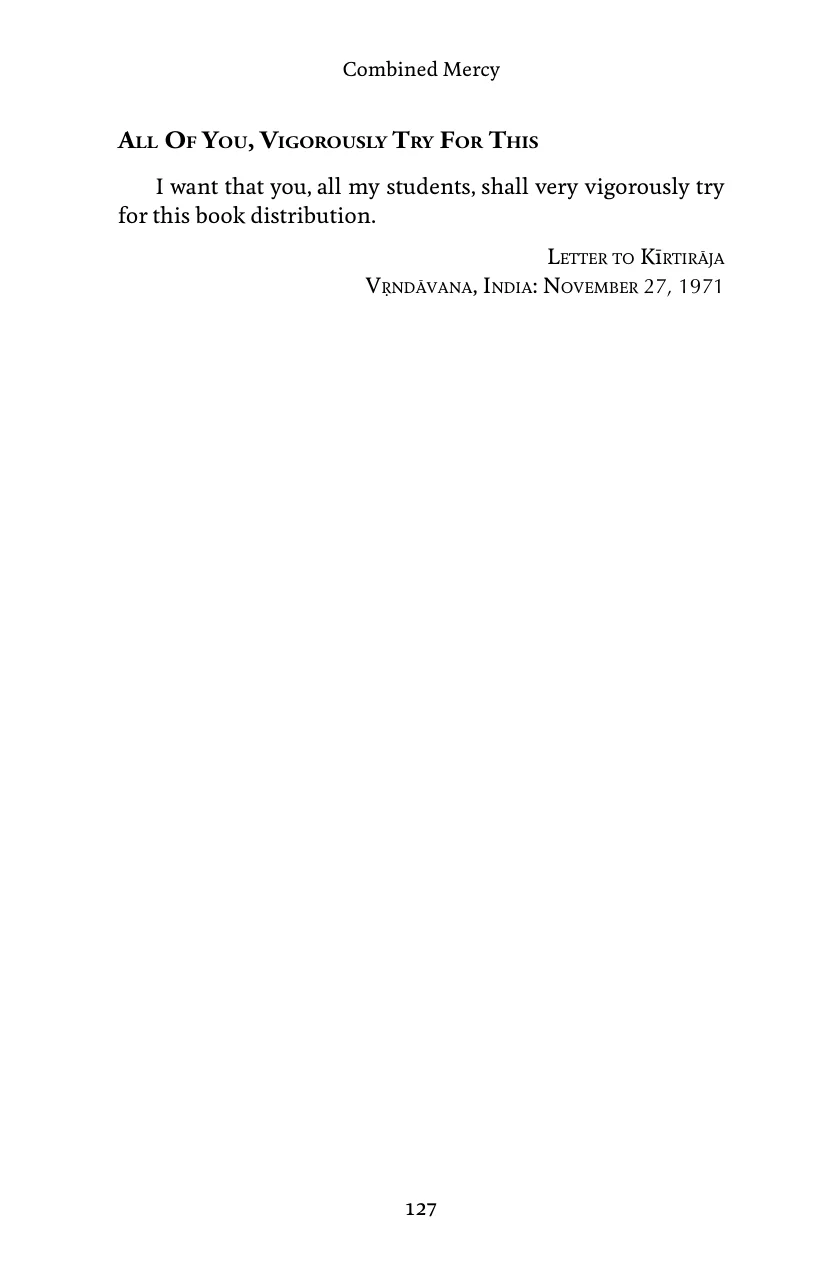 Combined Mercy
All Of You, Vigorously Try For This
I want that you, all my students, shall very vigorously try
for this book distribution.
Letter to Kīrtirāja
Vṛndāvana, India: November 27, 1971
127